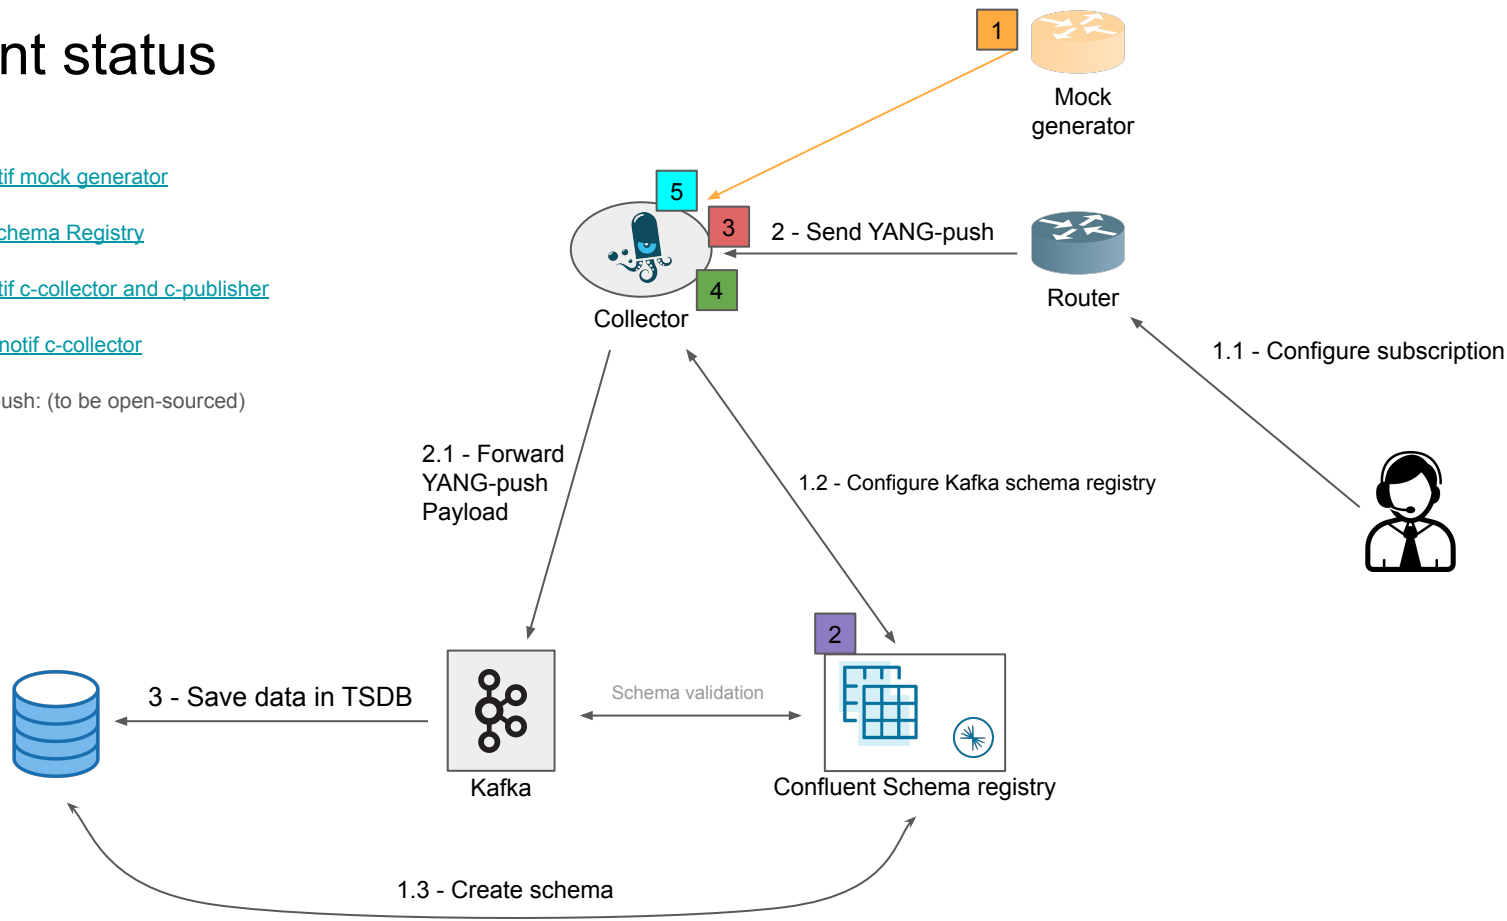 nt status
1
Mock
generator
tif mock generator
5
chema Registry
3
2 - Send YANG-push
tif c-collector and c-publisher
4
Router
Collector
notif c-collector
1.1 - Configure subscription
ush: (to be open-sourced)
2.1 - Forward
YANG-push
Payload
1.2 - Configure Kafka schema registry
2
3 - Save data in TSDB
Schema validation
Kafka
Confluent Schema registry
1.3 - Create schema